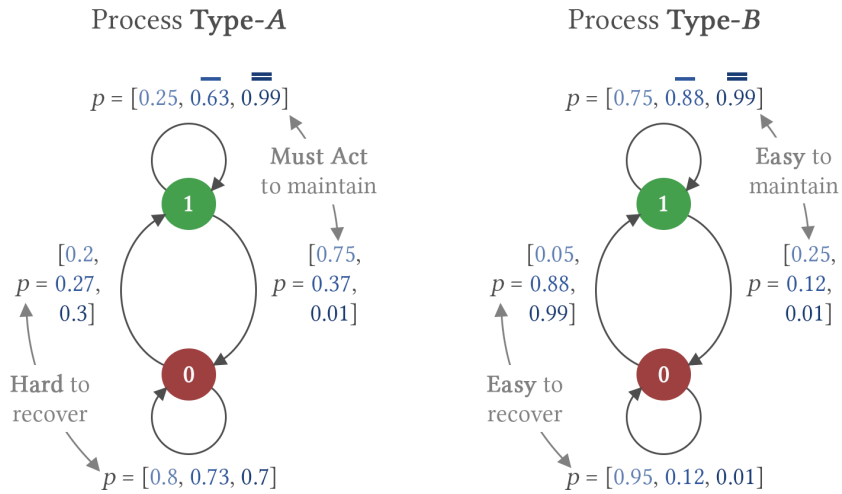 Process Type-A
p = [0.25, 0.63, 0.99]
Must Act
to maintain
1
[0.2,
p = 0.27,
0.3]
[0.75,
p = 0.37,
0.01]
0
Hard to
recover
p = [0.8, 0.73, 0.7]
Process Type-B
p = [0.75, 0.88, 0.99]
Easy to
maintain
1
[0.05,
p = 0.88,
0.99]
[0.25,
p = 0.12,
0.01]
0
Easy to
recover
p = [0.95, 0.12, 0.01]